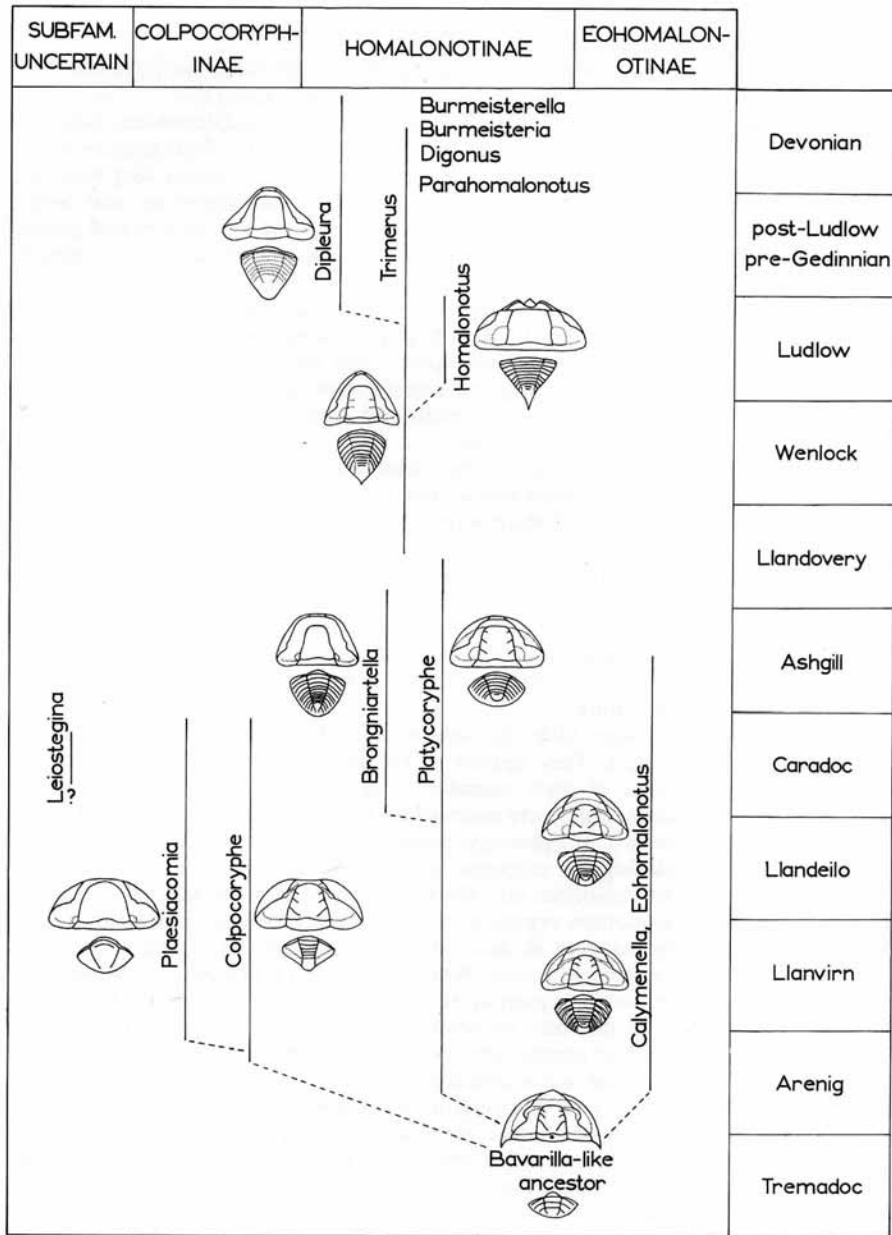 SUBFAM.
UNCERTAIN
COLPOCORYPH-
INAE
HOMALONOTINAE
EOHOMALON-
OTINAE
Burmeisterella
Burmeisteria
Digonus
Parahomalonotus
Devonian
Dipleura
Trimerus
post-Ludlow
pre-Gedinnian
Homalonotus
Ludlow
Wenlock
Llandovery
Brongniartella
Platycoryphe
Ashgill
Leiostegina
?
Caradoc
Calymenella, Eohomalonotus
Llandeilo
Plaesiacomia
Colpocoryphe
Llanvirn
Arenig
Bavarilla-like
ancestor
Tremadoc